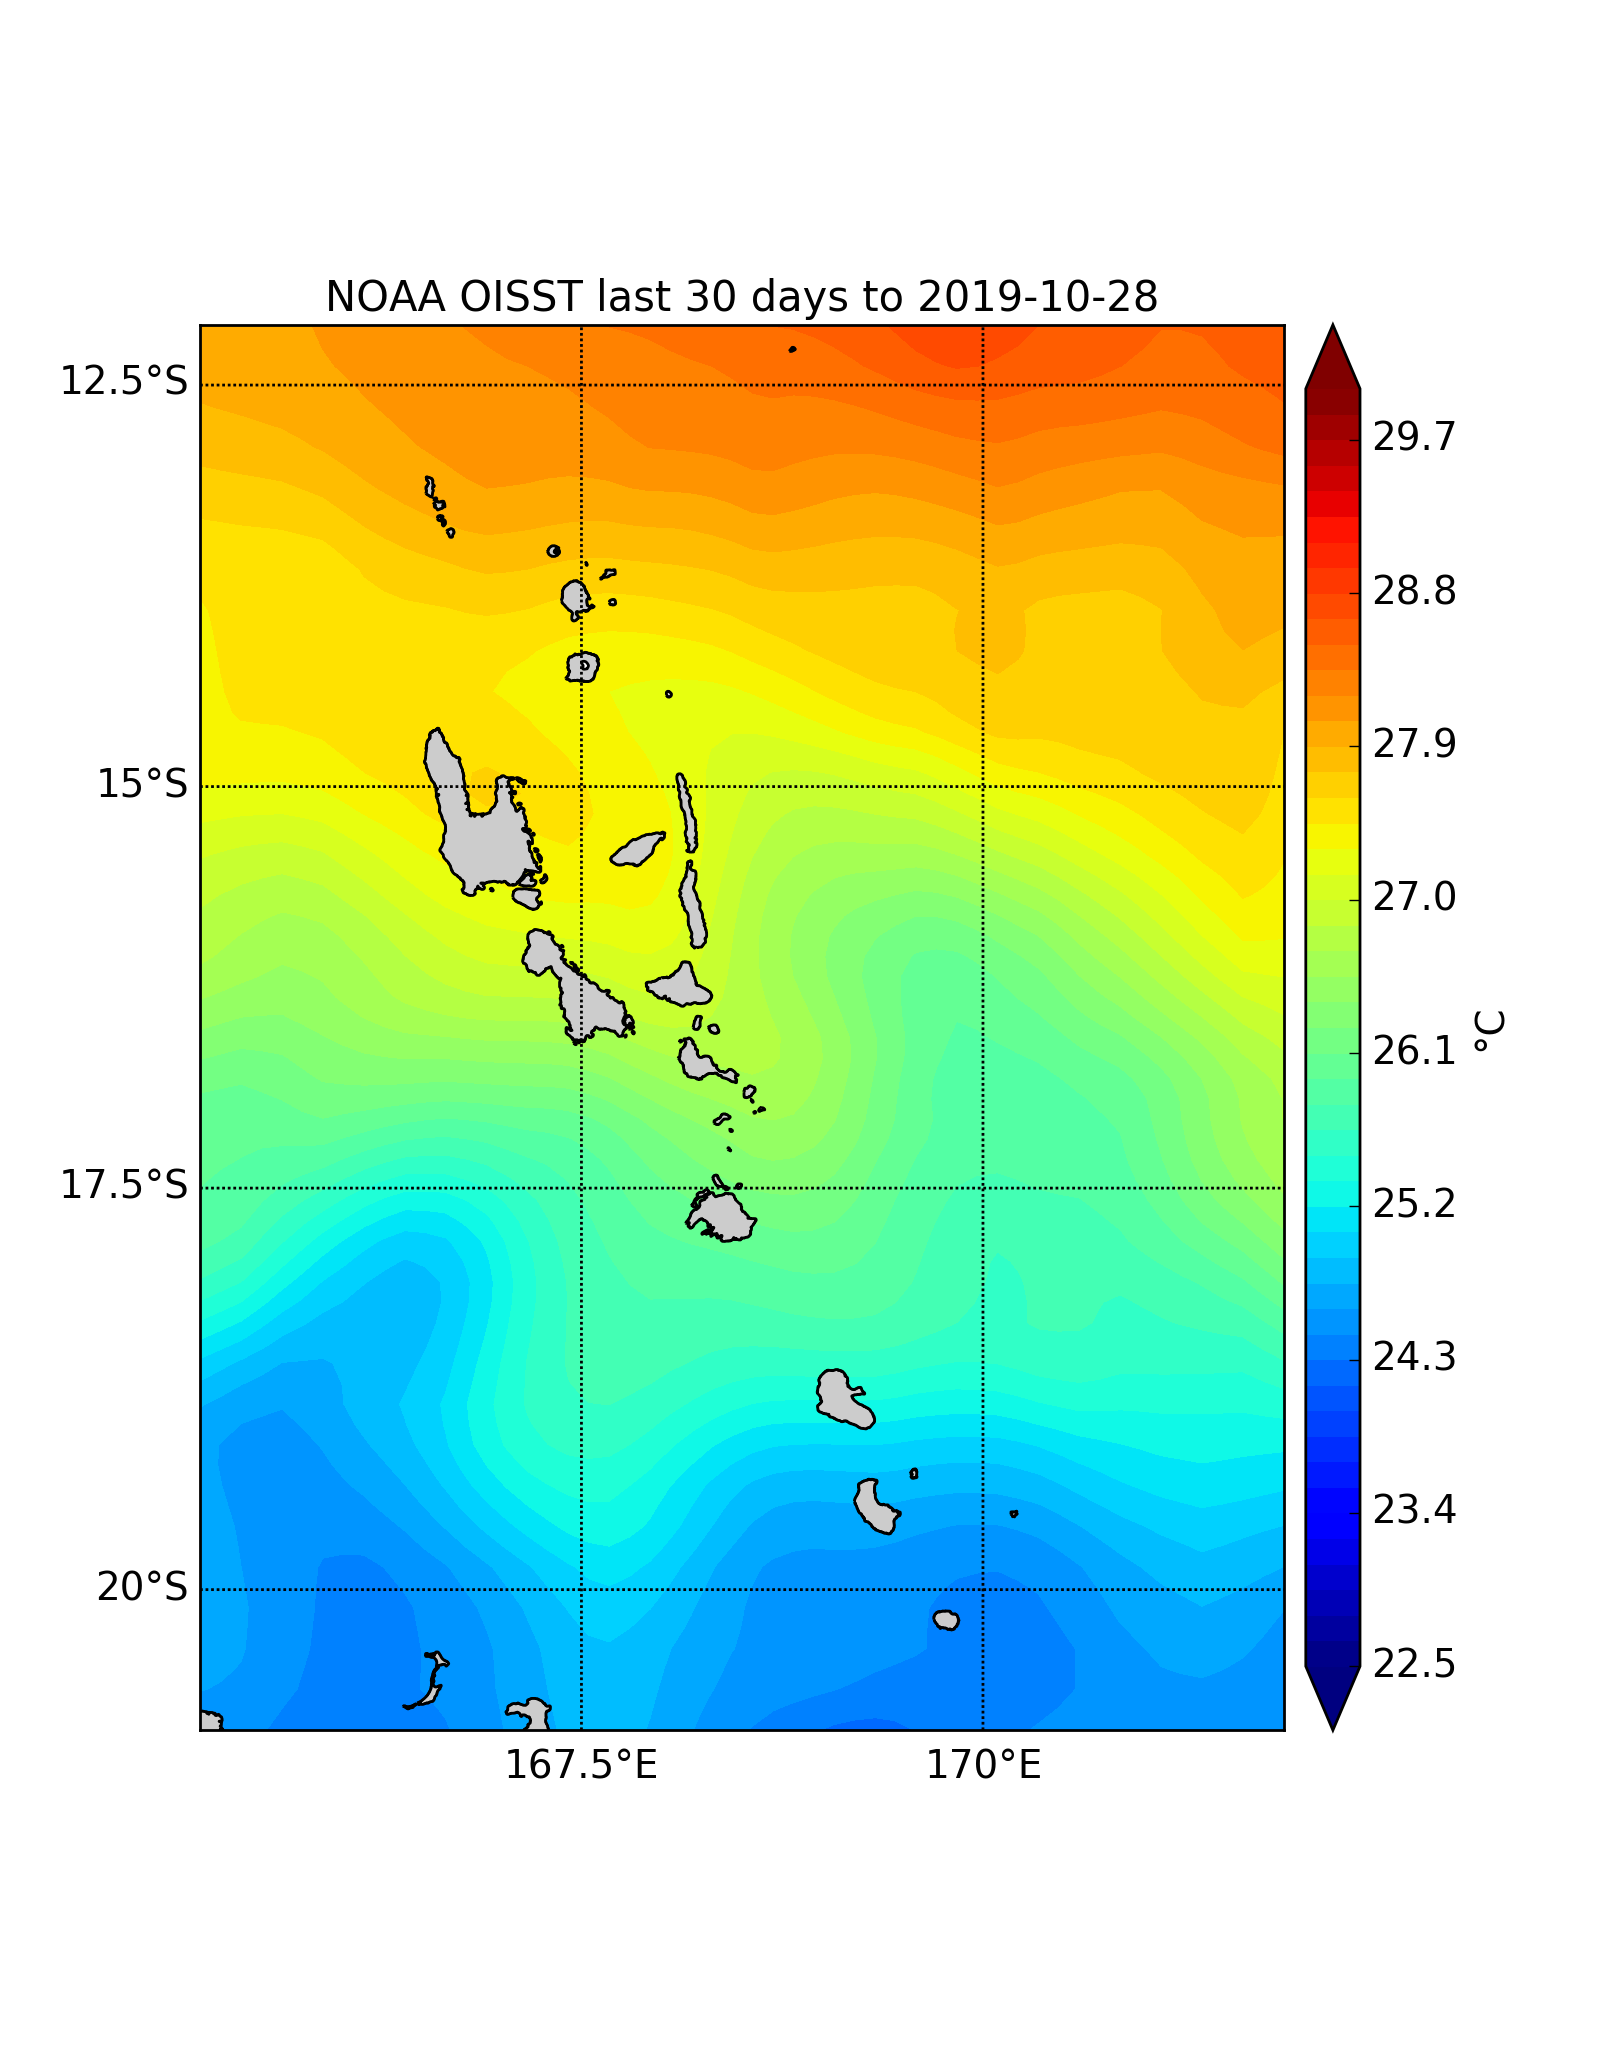 NOAA OISST last 30 days to 2019-10-28
12.5°S
15°S
17.5°S
20°S
167.5°E
170°E
29.7
28.8
27.9
27.0
26.1
25.2
24.3
23.4
22.5
°C